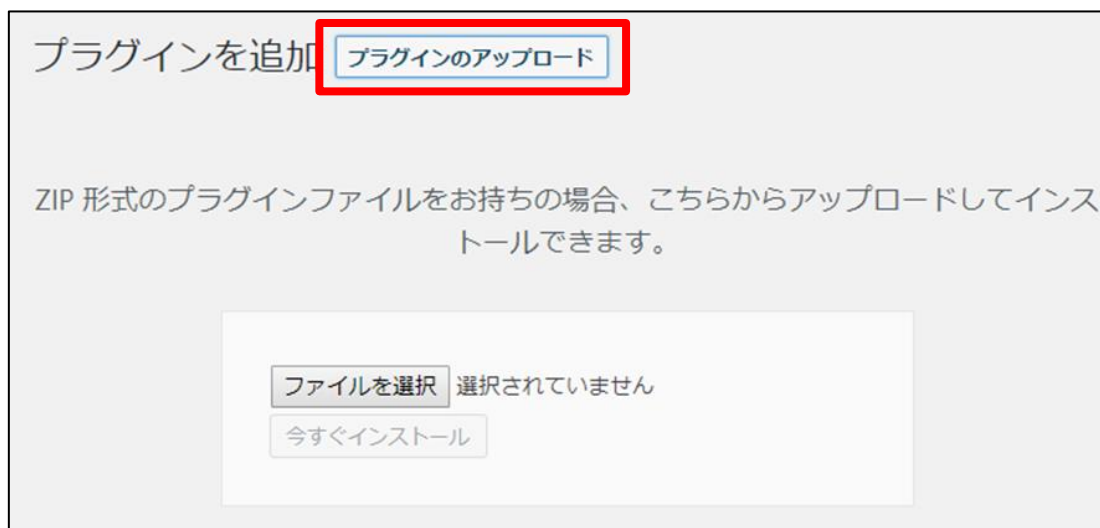 プラグインを追加 プラグインのアップロード
ZIP 形式のプラグインファイルをお持ちの場合、こちらからアップロードしてインス
トールできます。
ファイルを選択 選択されていません
今すぐインストール